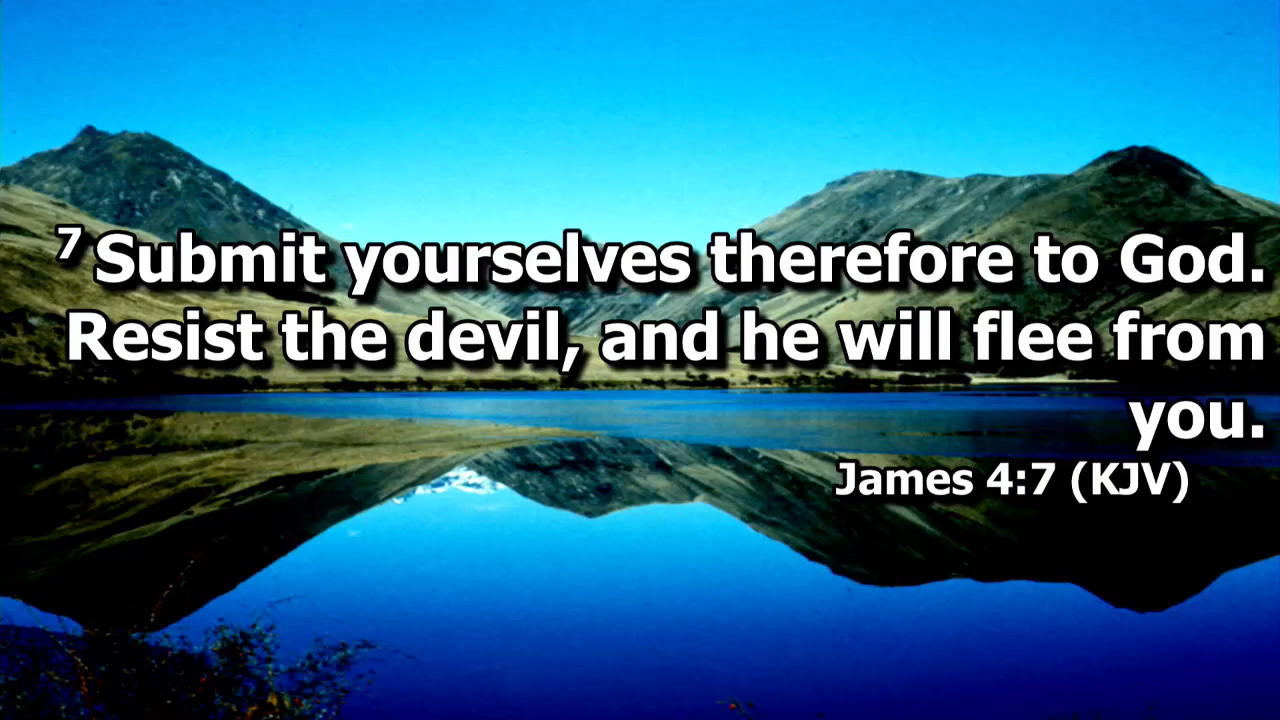 7 Submit yourselves therefore to God.
Resist the devil, and he will flee from
you.
James 4:7 (KJV)